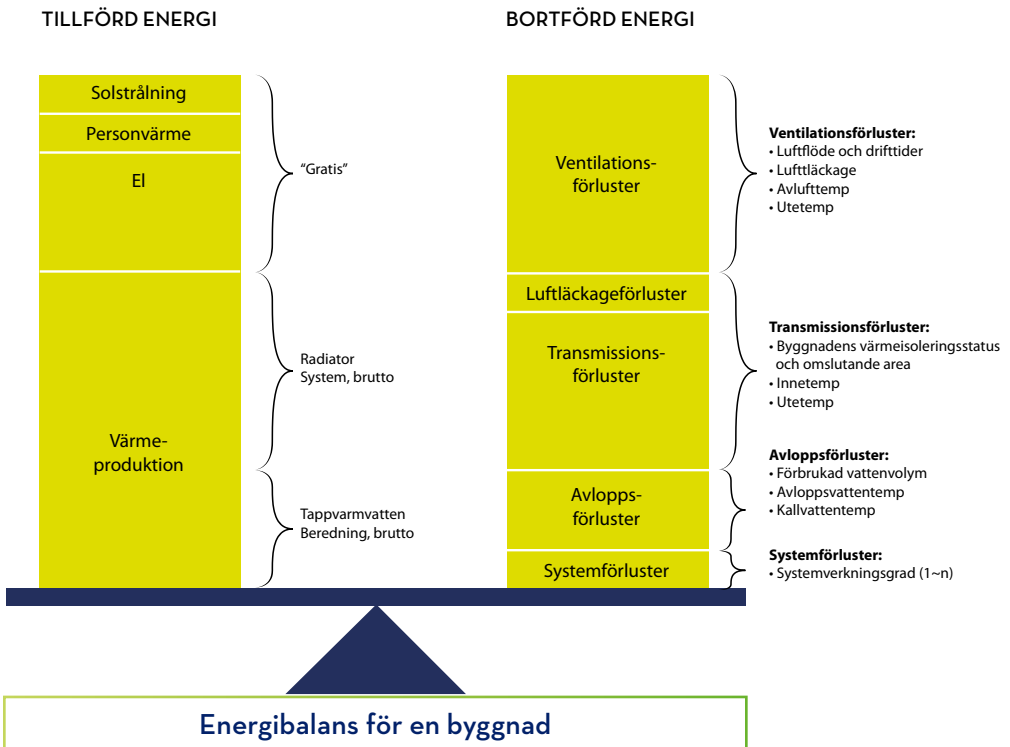 TILLFÖRD ENERGI
Solstrålning
Personvärme
El
Värme-
produktion
"Gratis"
Radiator
System, brutto
Tappvarmvatten
Beredning, brutto
BORTFÖRD ENERGI
Ventilations-
förluster
Luftläckageförluster
Transmissions-
förluster
Avlopps-
förluster
Systemförluster
Ventilationsförluster:
• Luftflöde och drifttider
• Lufttläckage
• Avlufttemp
• Utetemp
Transmissionsförluster:
• Byggnadens värmeisoleringsstatus
och omslutande area
• Innetemp
• Utetemp
Avloppsförluster:
• Förbrukad vattenvolym
• Avloppsvattentemp
• Kallvattentemp
Systemförluster:
• Systemverkningsgrad (1~n)
Energibalans för en byggnad